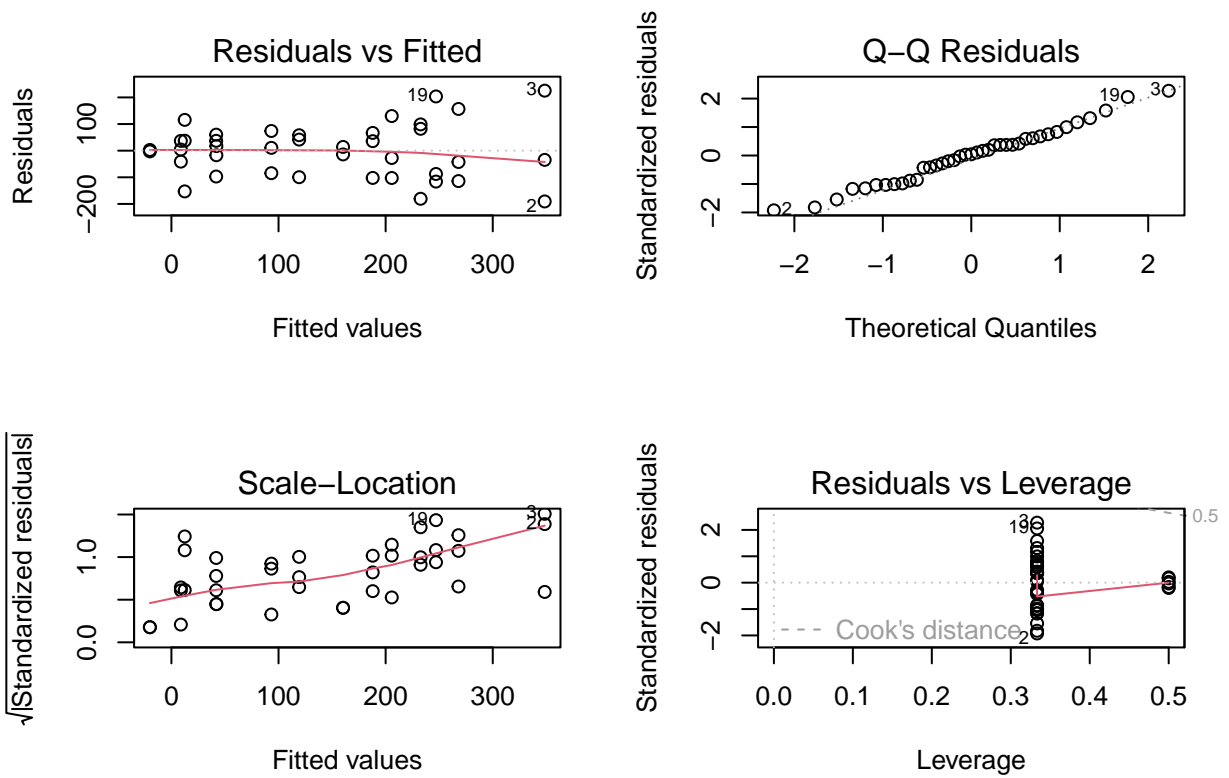 Residuals vs Fitted
Residuals
100
−200
0 100 200 300
Fitted values
19
3
2
Q−Q Residuals
Standardized residuals
2
0
−2
−2 −1 0 1 2
Theoretical Quantiles
19
3
2
Scale−Location
√|Standardized residuals|
1.0
0.0
0 100 200 300
Fitted values
19
3
2
Residuals vs Leverage
Standardized residuals
2
0
−2
0.0 0.1 0.2 0.3 0.4 0.5
Leverage
Cook's distance
0.5
3
19
2